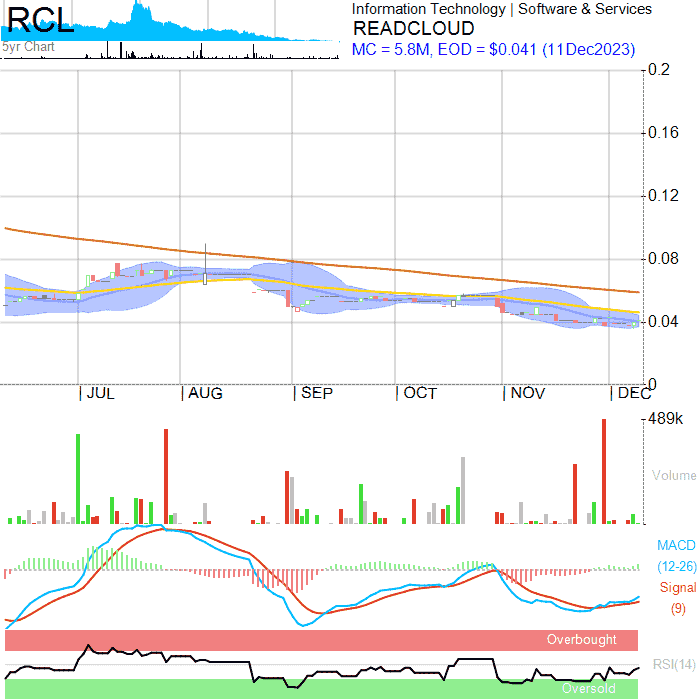 RCL
5yr Chart
Information Technology | Software & Services
READCLOUD
MC = 5.8M, EOD = $0.041 (11Dec2023)
0.2
0.16
0.12
0.08
0.04
0
JUL AUG SEP OCT NOV DEC
489k
Volume
MACD
(12-26)
Signal
(9)
Overbought
RSI(14)
Oversold